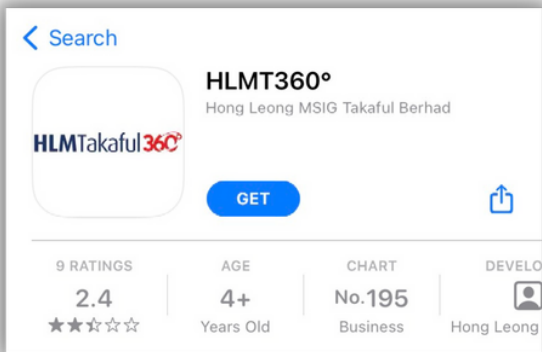 Search
HLMT360°
Hong Leong MSIG Takaful Berhad
HLMTakaful360°
GET
9 RATINGS
AGE
CHART
DEVELO
2.4
4+
No.195
Years Old
Business
Hong Leong